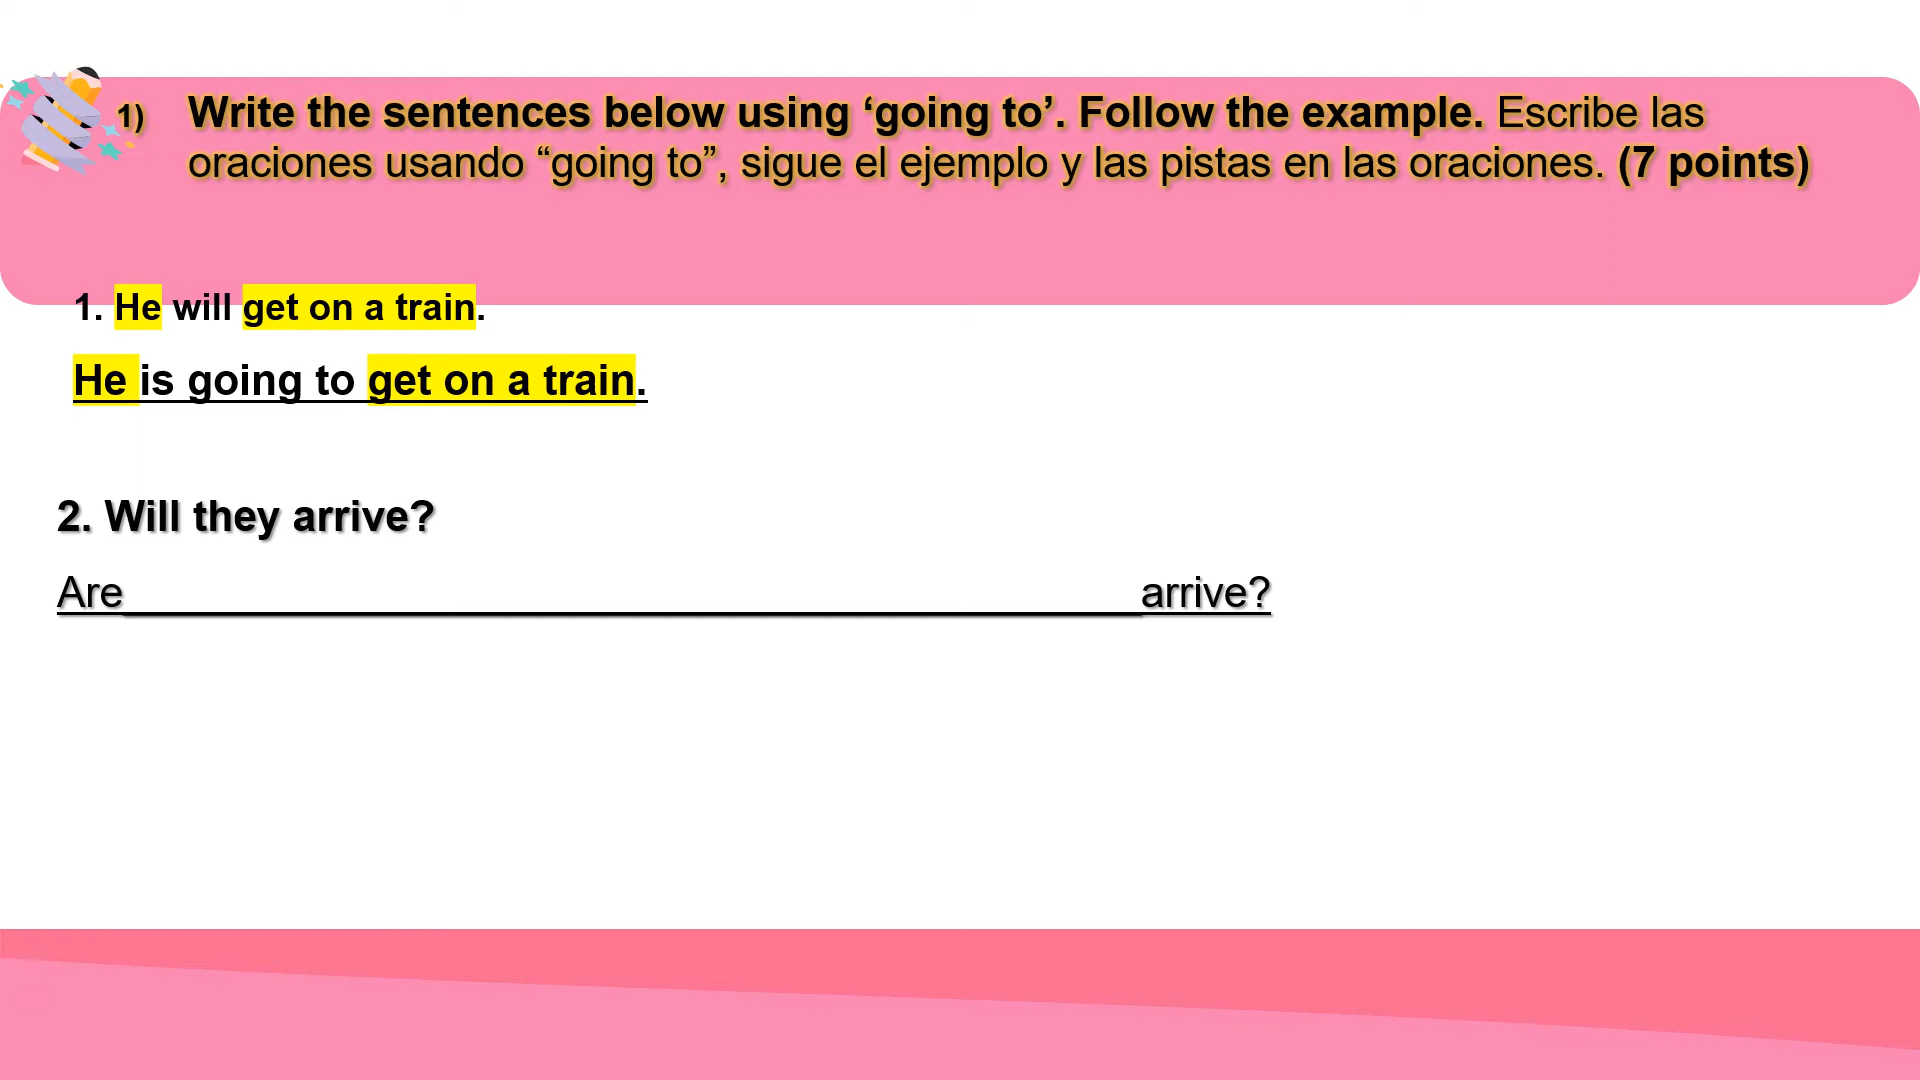 1) Write the sentences below using ‘going to’. Follow the example. Escribe las
oraciones usando “going to”, sigue el ejemplo y las pistas en las oraciones. (7 points)
1. He will get on a train.
He is going to get on a train.
2. Will they arrive?
Are__________________________________________arrive?